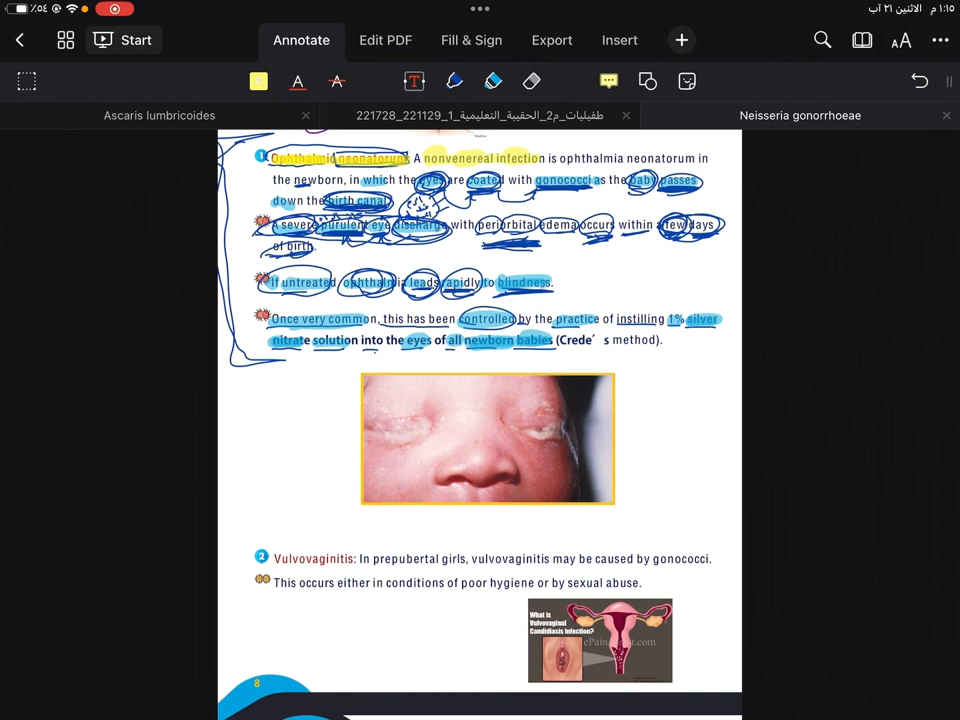 ٪٥٤
١:١٥ م الاثنين ٢١ آب
Start
Annotate
Edit PDF
Fill & Sign
Export
Insert
AA
Ascaris lumbricoides
طفيليات_م2_الحقيبة_التعليمية_1_221129_221728
Neisseria gonorrhoeae
1 Ophthalmia neonatorum: A nonvenereal infection is ophthalmia neonatorum in
the newborn, in which the eyes are coated with gonococci as the baby passes
down the birth canal.
A severe purulent eye discharge with periorbital edema occurs within a few days
of birth.
If untreated ophthalmia leads rapidly to blindness.
Once very common, this has been controlled by the practice of instilling 1% silver
nitrate solution into the eyes of all newborn babies (Crede′ s method).
2 Vulvovaginitis: In prepubertal girls, vulvovaginitis may be caused by gonococci.
This occurs either in conditions of poor hygiene or by sexual abuse.
What is
Vulvovaginal
Candidiasis infection?
8